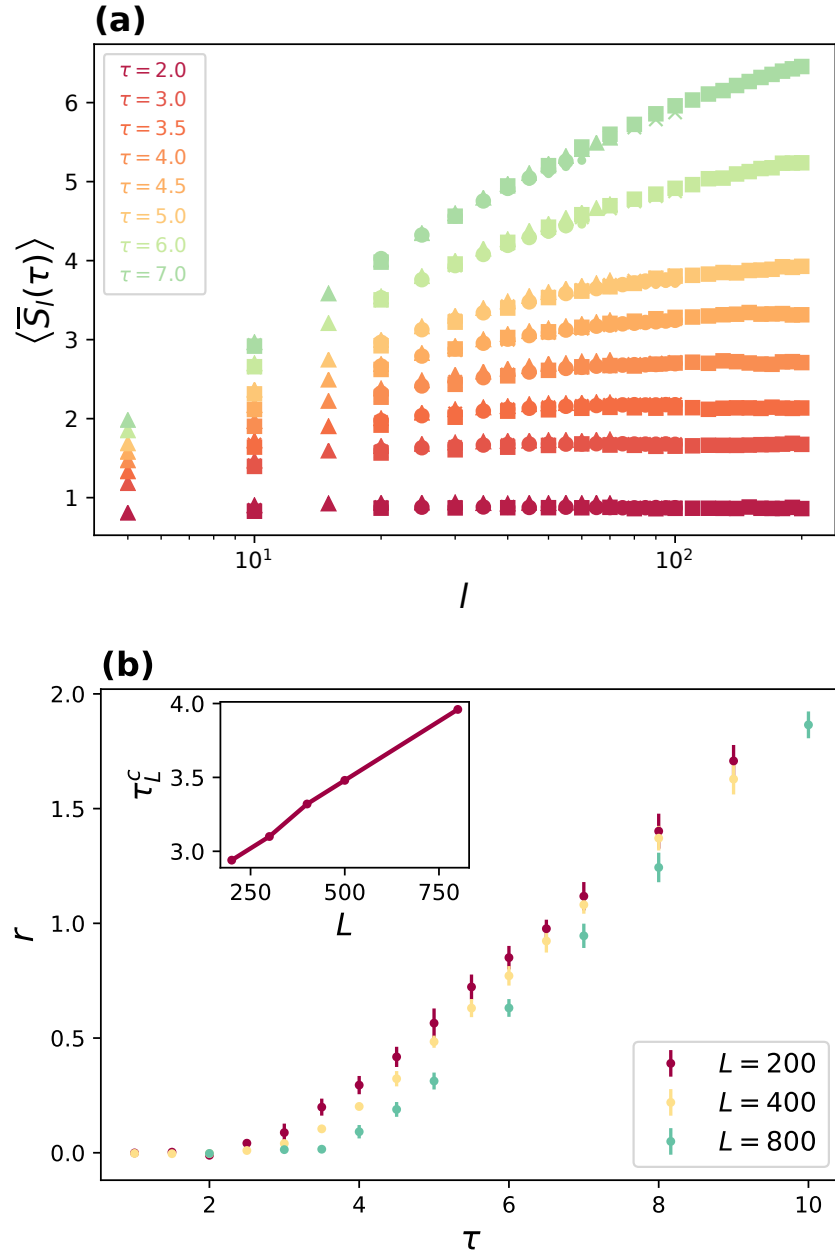 (a)
τ = 2.0
τ = 3.0
τ = 3.5
τ = 4.0
τ = 4.5
τ = 5.0
τ = 6.0
τ = 7.0
6
5
4
3
2
1
⟨S̅_l(τ)⟩
10¹
10²
l
(b)
2.0
1.5
1.0
0.5
0.0
r
4.0
3.5
3.0
τ_L^c
250
500
750
L
L = 200
L = 400
L = 800
2
4
6
8
10
τ